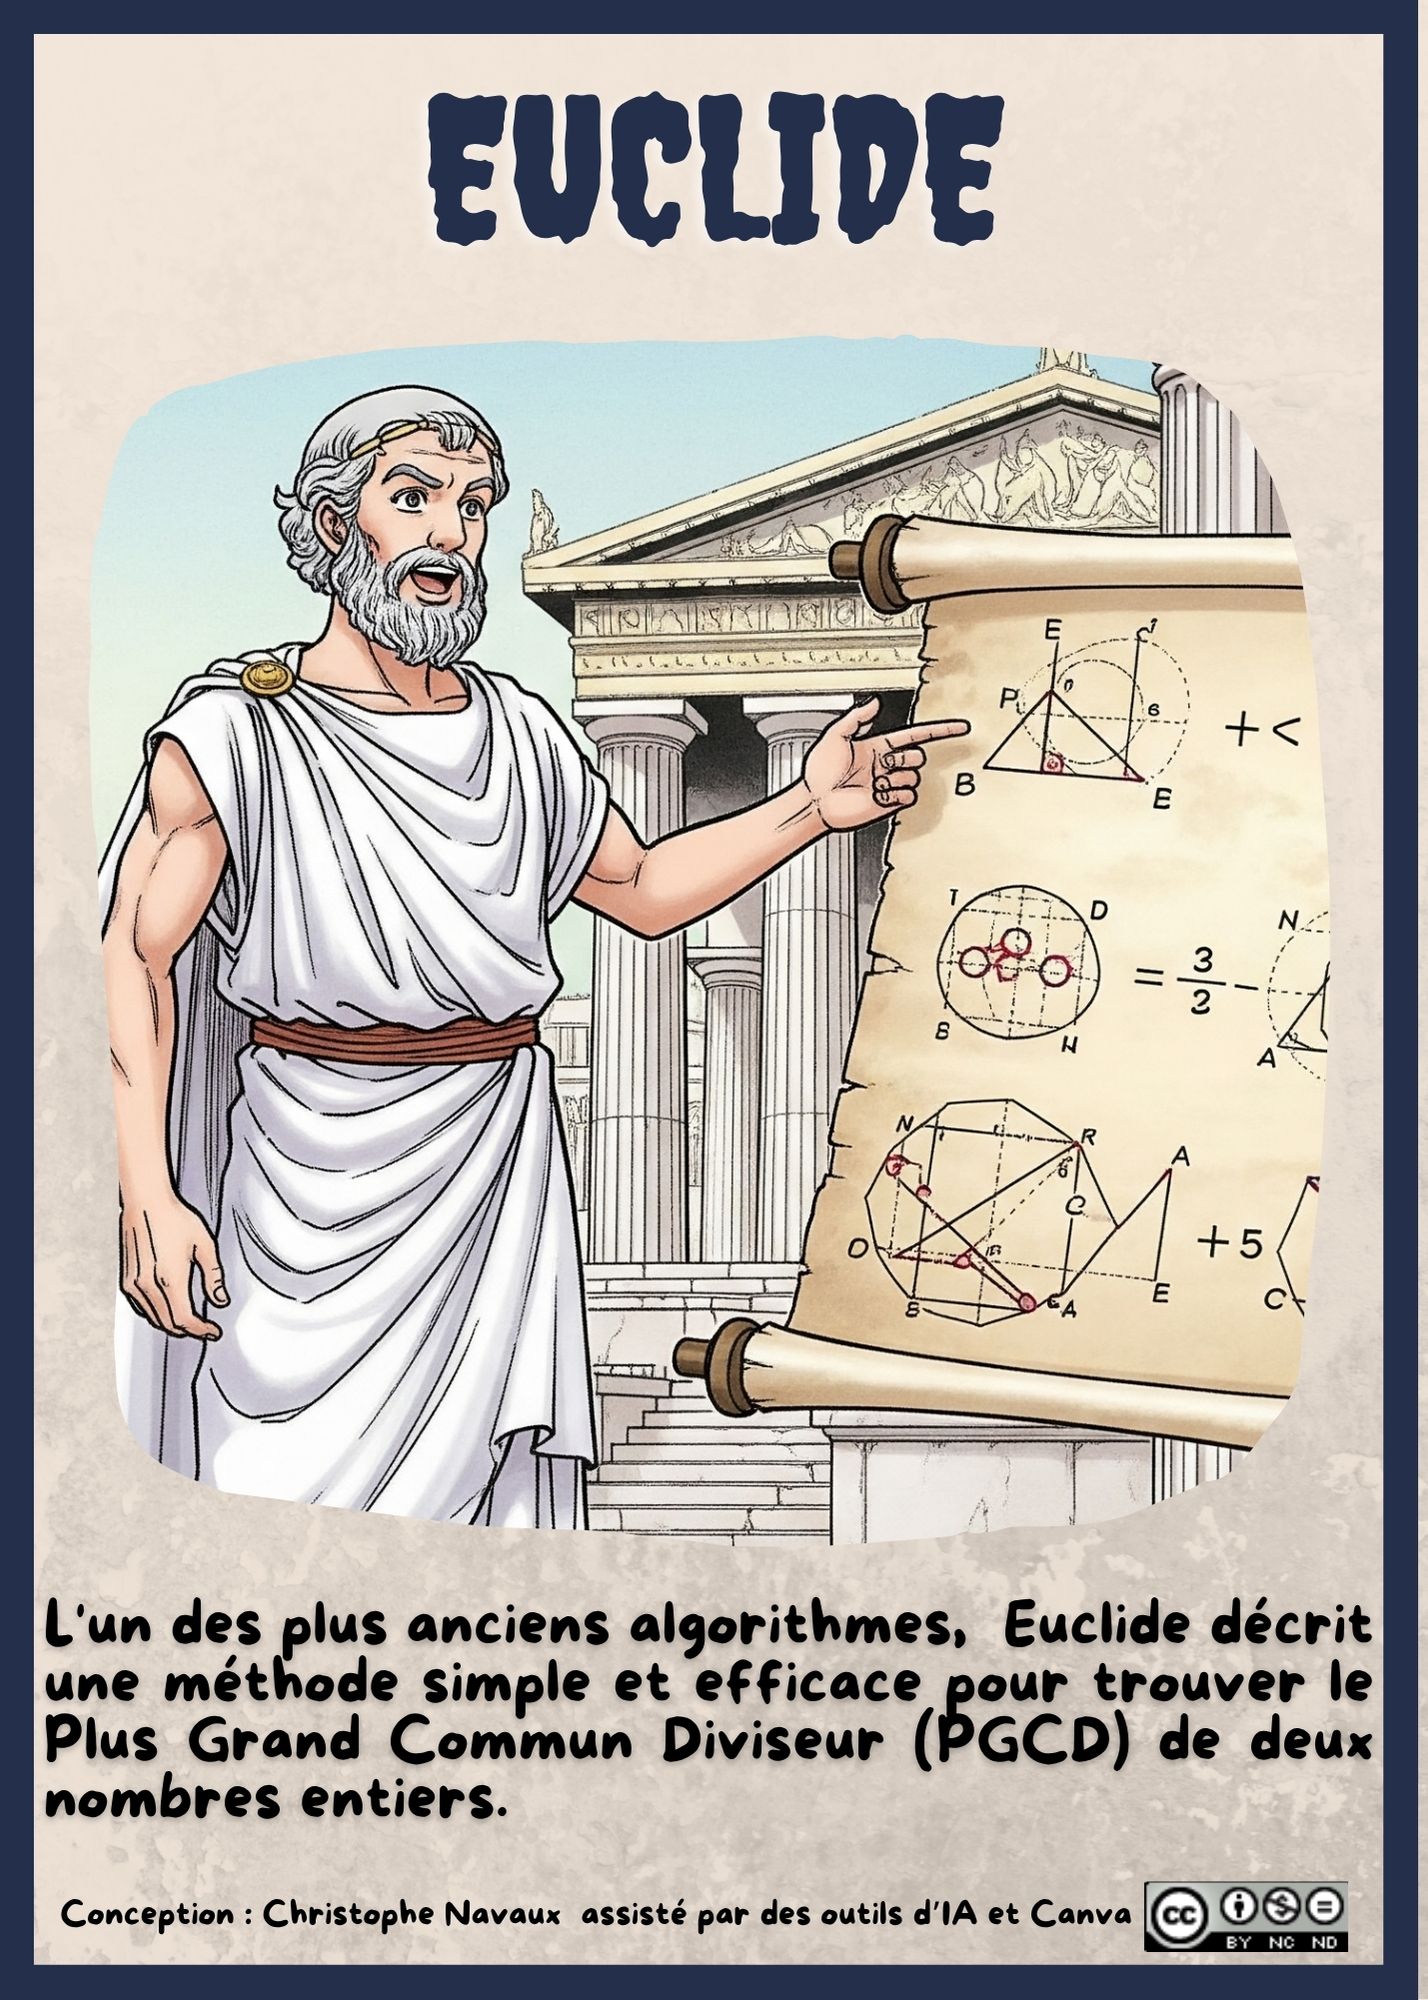 EUCLIDE
E
C
P
6
B
E
+ <
T
D
B
H
= 3/2 -
N
A
N
R
A
C
O
+5
E
C
B
A
L'un des plus anciens algorithmes, Euclide décrit
une méthode simple et efficace pour trouver le
Plus Grand Commun Diviseur (PGCD) de deux
nombres entiers.
Conception : Christophe Navaux assisté par des outils d'IA et Canva
cc
BY NC ND